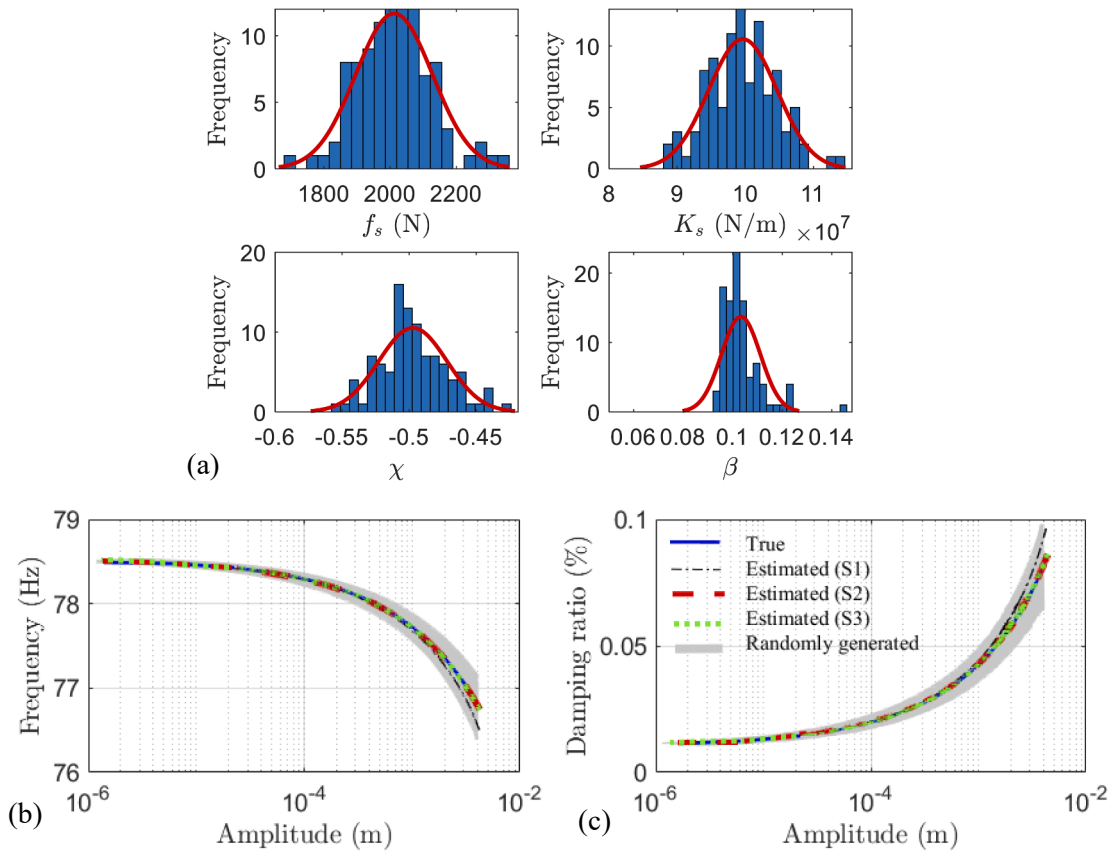 10
5
0
Frequency
1800 2000 2200
f_s (N)
10
5
0
Frequency
8 9 10 11
K_s (N/m) ×10^7
20
10
0
Frequency
-0.6 -0.55 -0.5 -0.45
χ
20
10
0
Frequency
0.06 0.08 0.1 0.12 0.14
β
(a)
79
78
77
76
Frequency (Hz)
10^-6 10^-4 10^-2
Amplitude (m)
(b)
0.1
0.05
0
Damping ratio (%)
True
Estimated (S1)
Estimated (S2)
Estimated (S3)
Randomly generated
10^-6 10^-4 10^-2
Amplitude (m)
(c)